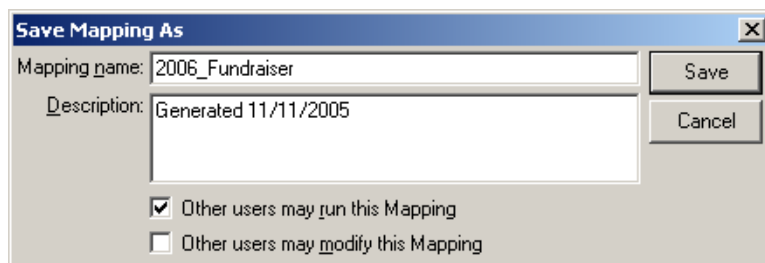 Save Mapping As
Mapping name: 2006_Fundraiser
Save
Description: Generated 11/11/2005
Cancel
Other users may run this Mapping
Other users may modify this Mapping